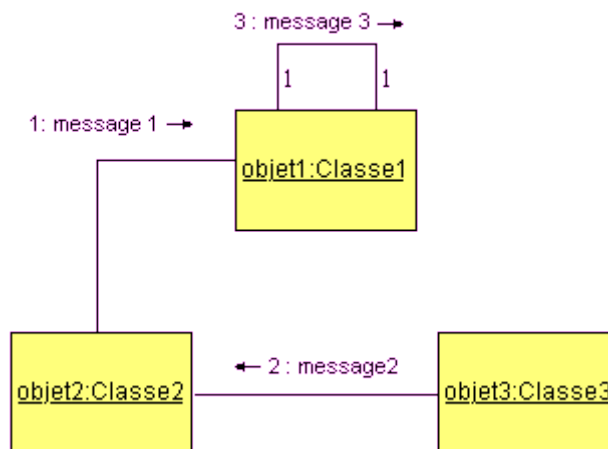 3 : message 3
1 1
1: message 1
objet1:Classe1
2 : message2
objet2:Classe2
objet3:Classe3